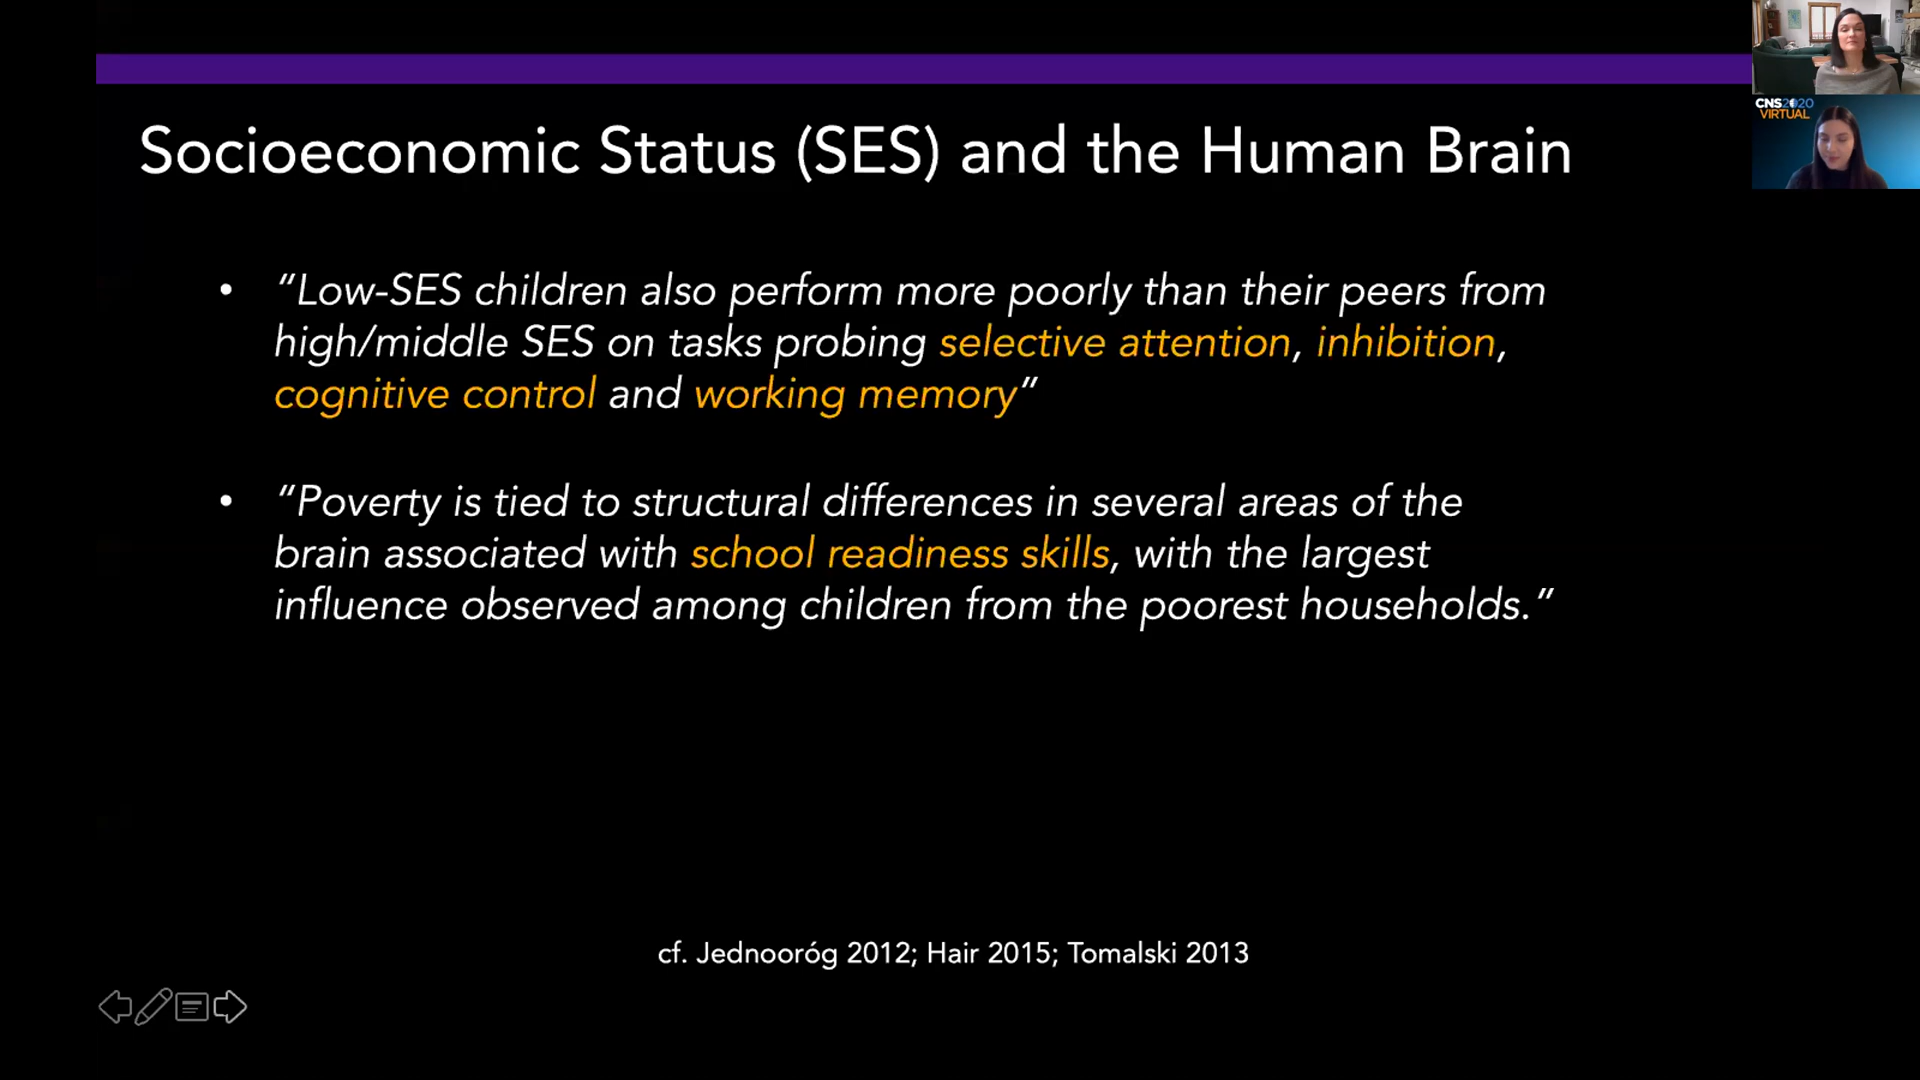 CNS2020
VIRTUAL
Socioeconomic Status (SES) and the Human Brain
• “Low-SES children also perform more poorly than their peers from
high/middle SES on tasks probing selective attention, inhibition,
cognitive control and working memory”
• “Poverty is tied to structural differences in several areas of the
brain associated with school readiness skills, with the largest
influence observed among children from the poorest households.”
cf. Jednooróg 2012; Hair 2015; Tomalski 2013